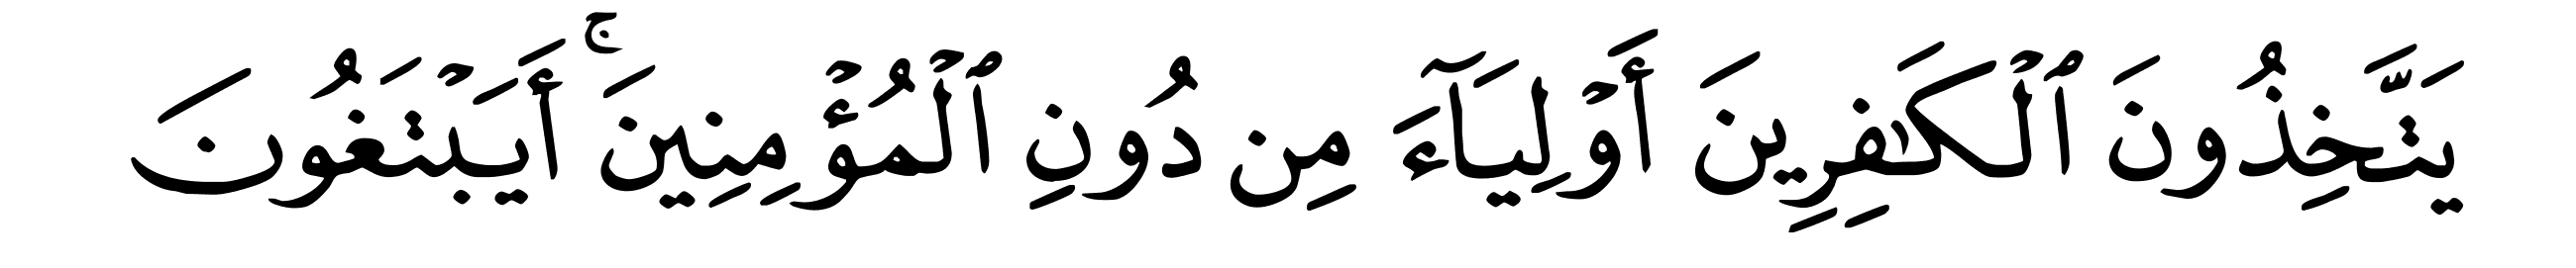 يَتَّخِذُونَ ٱلْكَـٰفِرِينَ أَوْلِيَآءَ مِن دُونِ ٱلْمُؤْمِنِينَ ۚ أَيَبْتَغُونَ